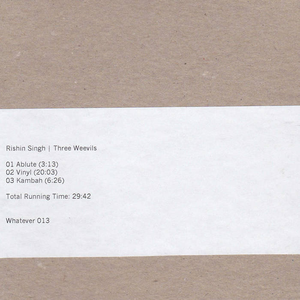 Rishin Singh | Three Weevils
01 Ablute (3:13)
02 Vinyl (20:03)
03 Kambah (6:26)
Total Running Time: 29:42
Whatever 013